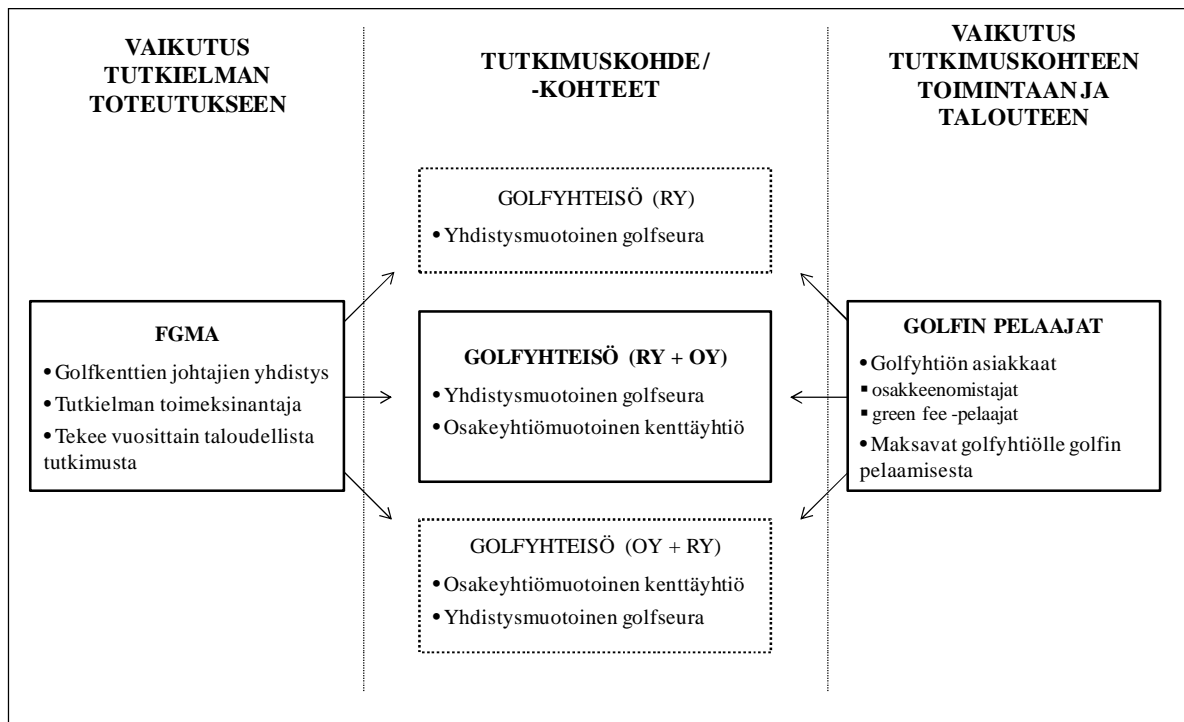 VAIKUTUS
TUTKIELMAN
TOTEUTUKSEEN
TUTKIMUSKOHDE/
-KOHTEET
VAIKUTUS
TUTKIMUSKOHTEEN
TOIMINTAAN JA
TALOUTEEN
GOLFYHTEISÖ (RY)
• Yhdistysmuotoinen golfseura
FGMA
• Golfkenttien johtajien yhdistys
• Tutkielman toimeksinantaja
• Tekee vuosittain taloudellista
tutkimusta
GOLFYHTEISÖ (RY + OY)
• Yhdistysmuotoinen golfseura
• Osakeyhtiömuotoinen kenttäyhtiö
GOLFIN PELAAJAT
• Golfyhtiön asiakkaat
▪ osakkeenomistajat
▪ green fee -pelaajat
• Maksavat golfyhtiölle golfin
pelaamisesta
GOLFYHTEISÖ (OY + RY)
• Osakeyhtiömuotoinen kenttäyhtiö
• Yhdistysmuotoinen golfseura